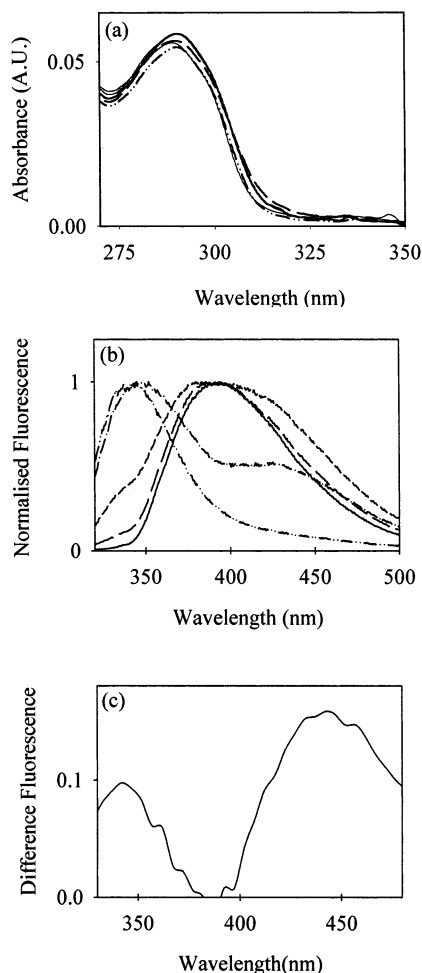 (a)
Absorbance (A.U.)
0.05
0.00
275 300 325 350
Wavelength (nm)
(b)
Normalised Fluorescence
1
0
350 400 450 500
Wavelength (nm)
(c)
Difference Fluorescence
0.1
0.0
350 400 450
Wavelength(nm)